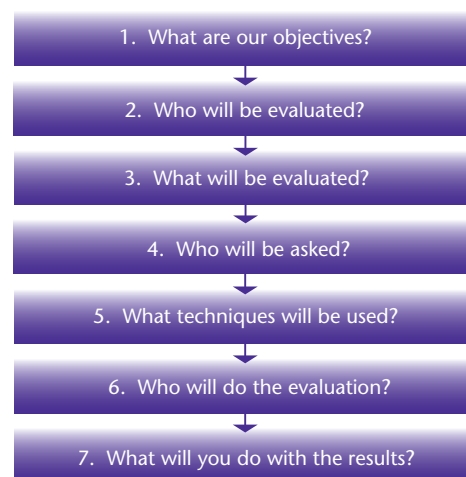 1. What are our objectives?
2. Who will be evaluated?
3. What will be evaluated?
4. Who will be asked?
5. What techniques will be used?
6. Who will do the evaluation?
7. What will you do with the results?